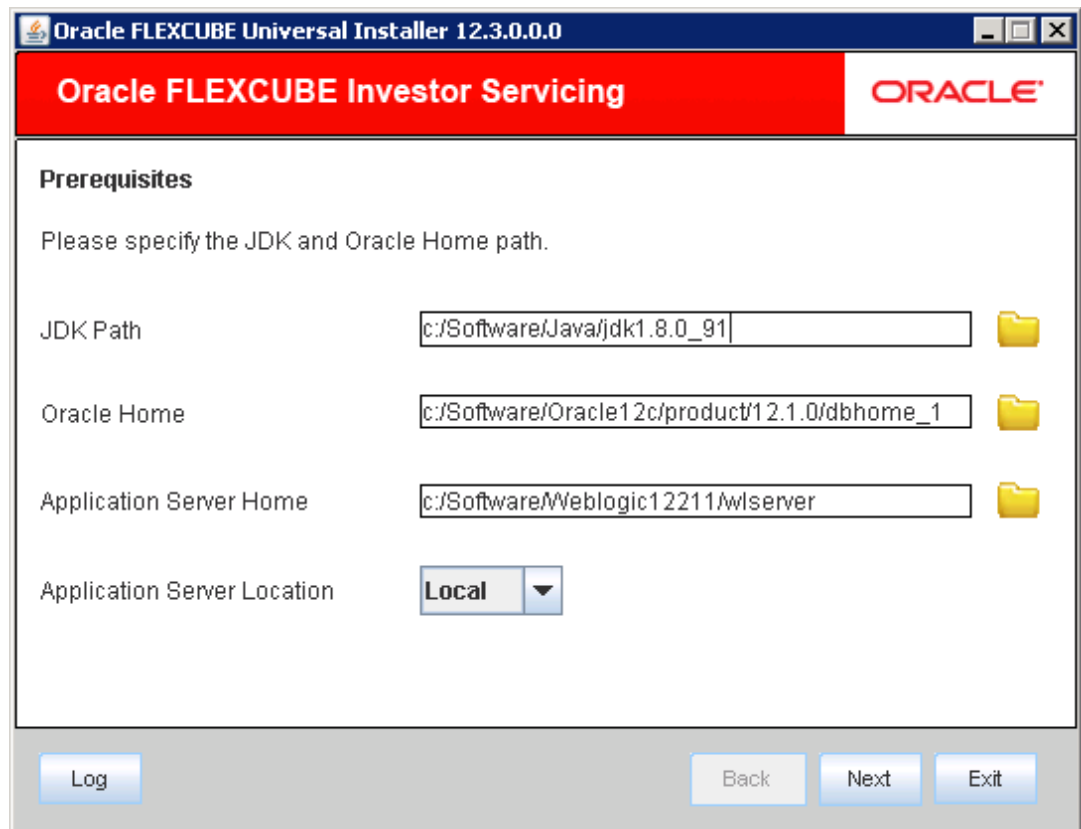 Oracle FLEXCUBE Universal Installer 12.3.0.0.0
Oracle FLEXCUBE Investor Servicing
ORACLE
Prerequisites
Please specify the JDK and Oracle Home path.
JDK Path c:/Software/Java/jdk1.8.0_91
Oracle Home c:/Software/Oracle12c/product/12.1.0/dbhome_1
Application Server Home c:/Software/Weblogic12211/wlserver
Application Server Location Local
Log Back Next Exit